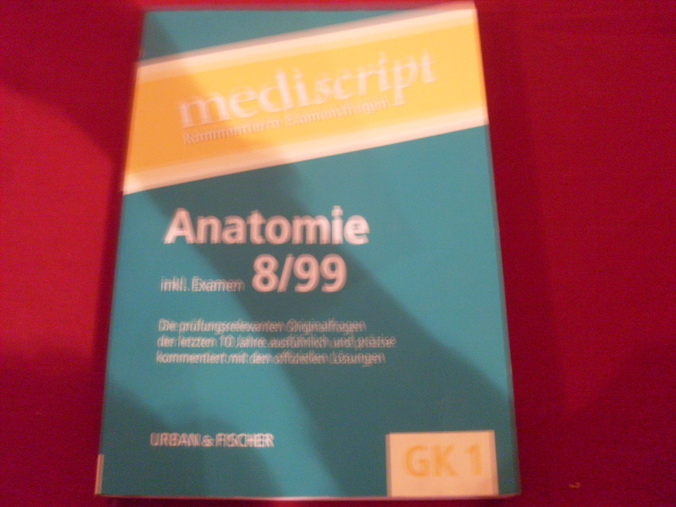 mediscript
Kommentierte Examensfragen
Anatomie
inkl. Examen 8/99
Die prüfungsrelevanten Originalfragen
der letzten 10 Jahre ausführlich und präzise
kommentiert mit den offiziellen Lösungen
URBAN & FISCHER
GK 1